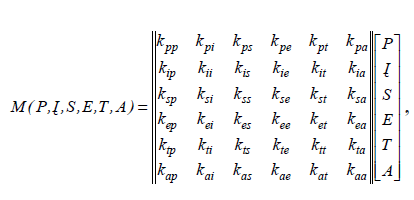 k_pp k_pi k_ps k_pe k_pt k_pa P
k_ip k_ii k_is k_ie k_it k_ia Į
k_sp k_si k_ss k_se k_st k_sa S
M(P,Į,S,E,T,A)=
k_ep k_ei k_es k_ee k_et k_ea E ,
k_tp k_ti k_ts k_te k_tt k_ta T
k_ap k_ai k_as k_ae k_at k_aa A